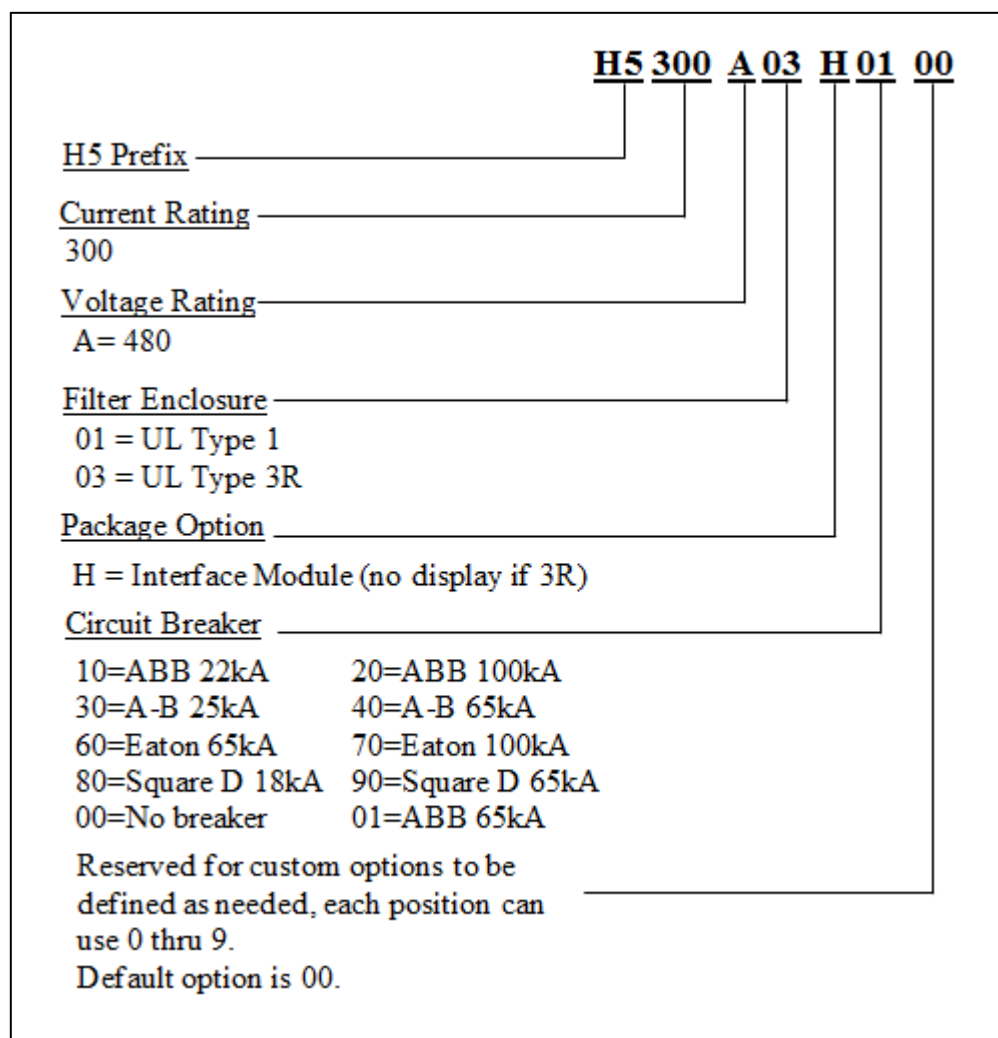 H5 300 A 03 H 01 00
H5 Prefix
Current Rating
300
Voltage Rating
A= 480
Filter Enclosure
01 = UL Type 1
03 = UL Type 3R
Package Option
H = Interface Module (no display if 3R)
Circuit Breaker
10=ABB 22kA 20=ABB 100kA
30=A-B 25kA 40=A-B 65kA
60=Eaton 65kA 70=Eaton 100kA
80=Square D 18kA 90=Square D 65kA
00=No breaker 01=ABB 65kA
Reserved for custom options to be
defined as needed, each position can
use 0 thru 9.
Default option is 00.